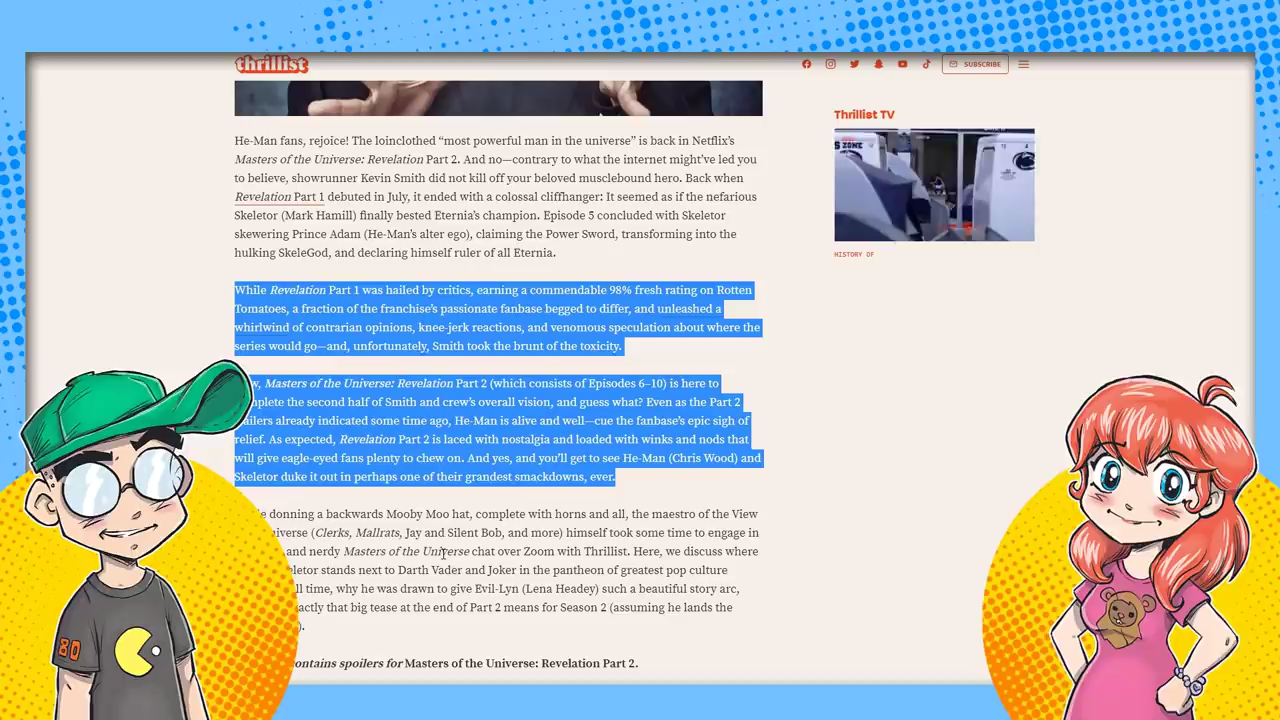 thrillist
SUBSCRIBE
He-Man fans, rejoice! The loinclothed “most powerful man in the universe” is back in Netflix’s
Masters of the Universe: Revelation Part 2. And no—contrary to what the internet might’ve led you
to believe, showrunner Kevin Smith did not kill off your beloved musclebound hero. Back when
Revelation Part 1 debuted in July, it ended with a colossal cliffhanger: It seemed as if the nefarious
Skeletor (Mark Hamill) finally bested Eternia’s champion. Episode 5 concluded with Skeletor
skewering Prince Adam (He-Man’s alter ego), claiming the Power Sword, transforming into the
hulking SkeleGod, and declaring himself ruler of all Eternia.
While Revelation Part 1 was hailed by critics, earning a commendable 98% fresh rating on Rotten
Tomatoes, a fraction of the franchise’s passionate fanbase begged to differ, and unleashed a
whirlwind of contrarian opinions, knee-jerk reactions, and venomous speculation about where the
series would go—and, unfortunately, Smith took the brunt of the toxicity.
w, Masters of the Universe: Revelation Part 2 (which consists of Episodes 6–10) is here to
mplete the second half of Smith and crew’s overall vision, and guess what? Even as the Part 2
ailers already indicated some time ago, He-Man is alive and well—cue the fanbase’s epic sigh of
relief. As expected, Revelation Part 2 is laced with nostalgia and loaded with winks and nods that
will give eagle-eyed fans plenty to chew on. And yes, and you’ll get to see He-Man (Chris Wood) and
Skeletor duke it out in perhaps one of their grandest smackdowns, ever.
le donning a backwards Mooby Moo hat, complete with horns and all, the maestro of the View
iverse (Clerks, Mallrats, Jay and Silent Bob, and more) himself took some time to engage in
and nerdy Masters of the Universe chat over Zoom with Thrillist. Here, we discuss where
letor stands next to Darth Vader and Joker in the pantheon of greatest pop culture
ll time, why he was drawn to give Evil-Lyn (Lena Headey) such a beautiful story arc,
actly that big tease at the end of Part 2 means for Season 2 (assuming he lands the
).
ontains spoilers for Masters of the Universe: Revelation Part 2.
Thrillist TV
S ZONE
HISTORY OF
80